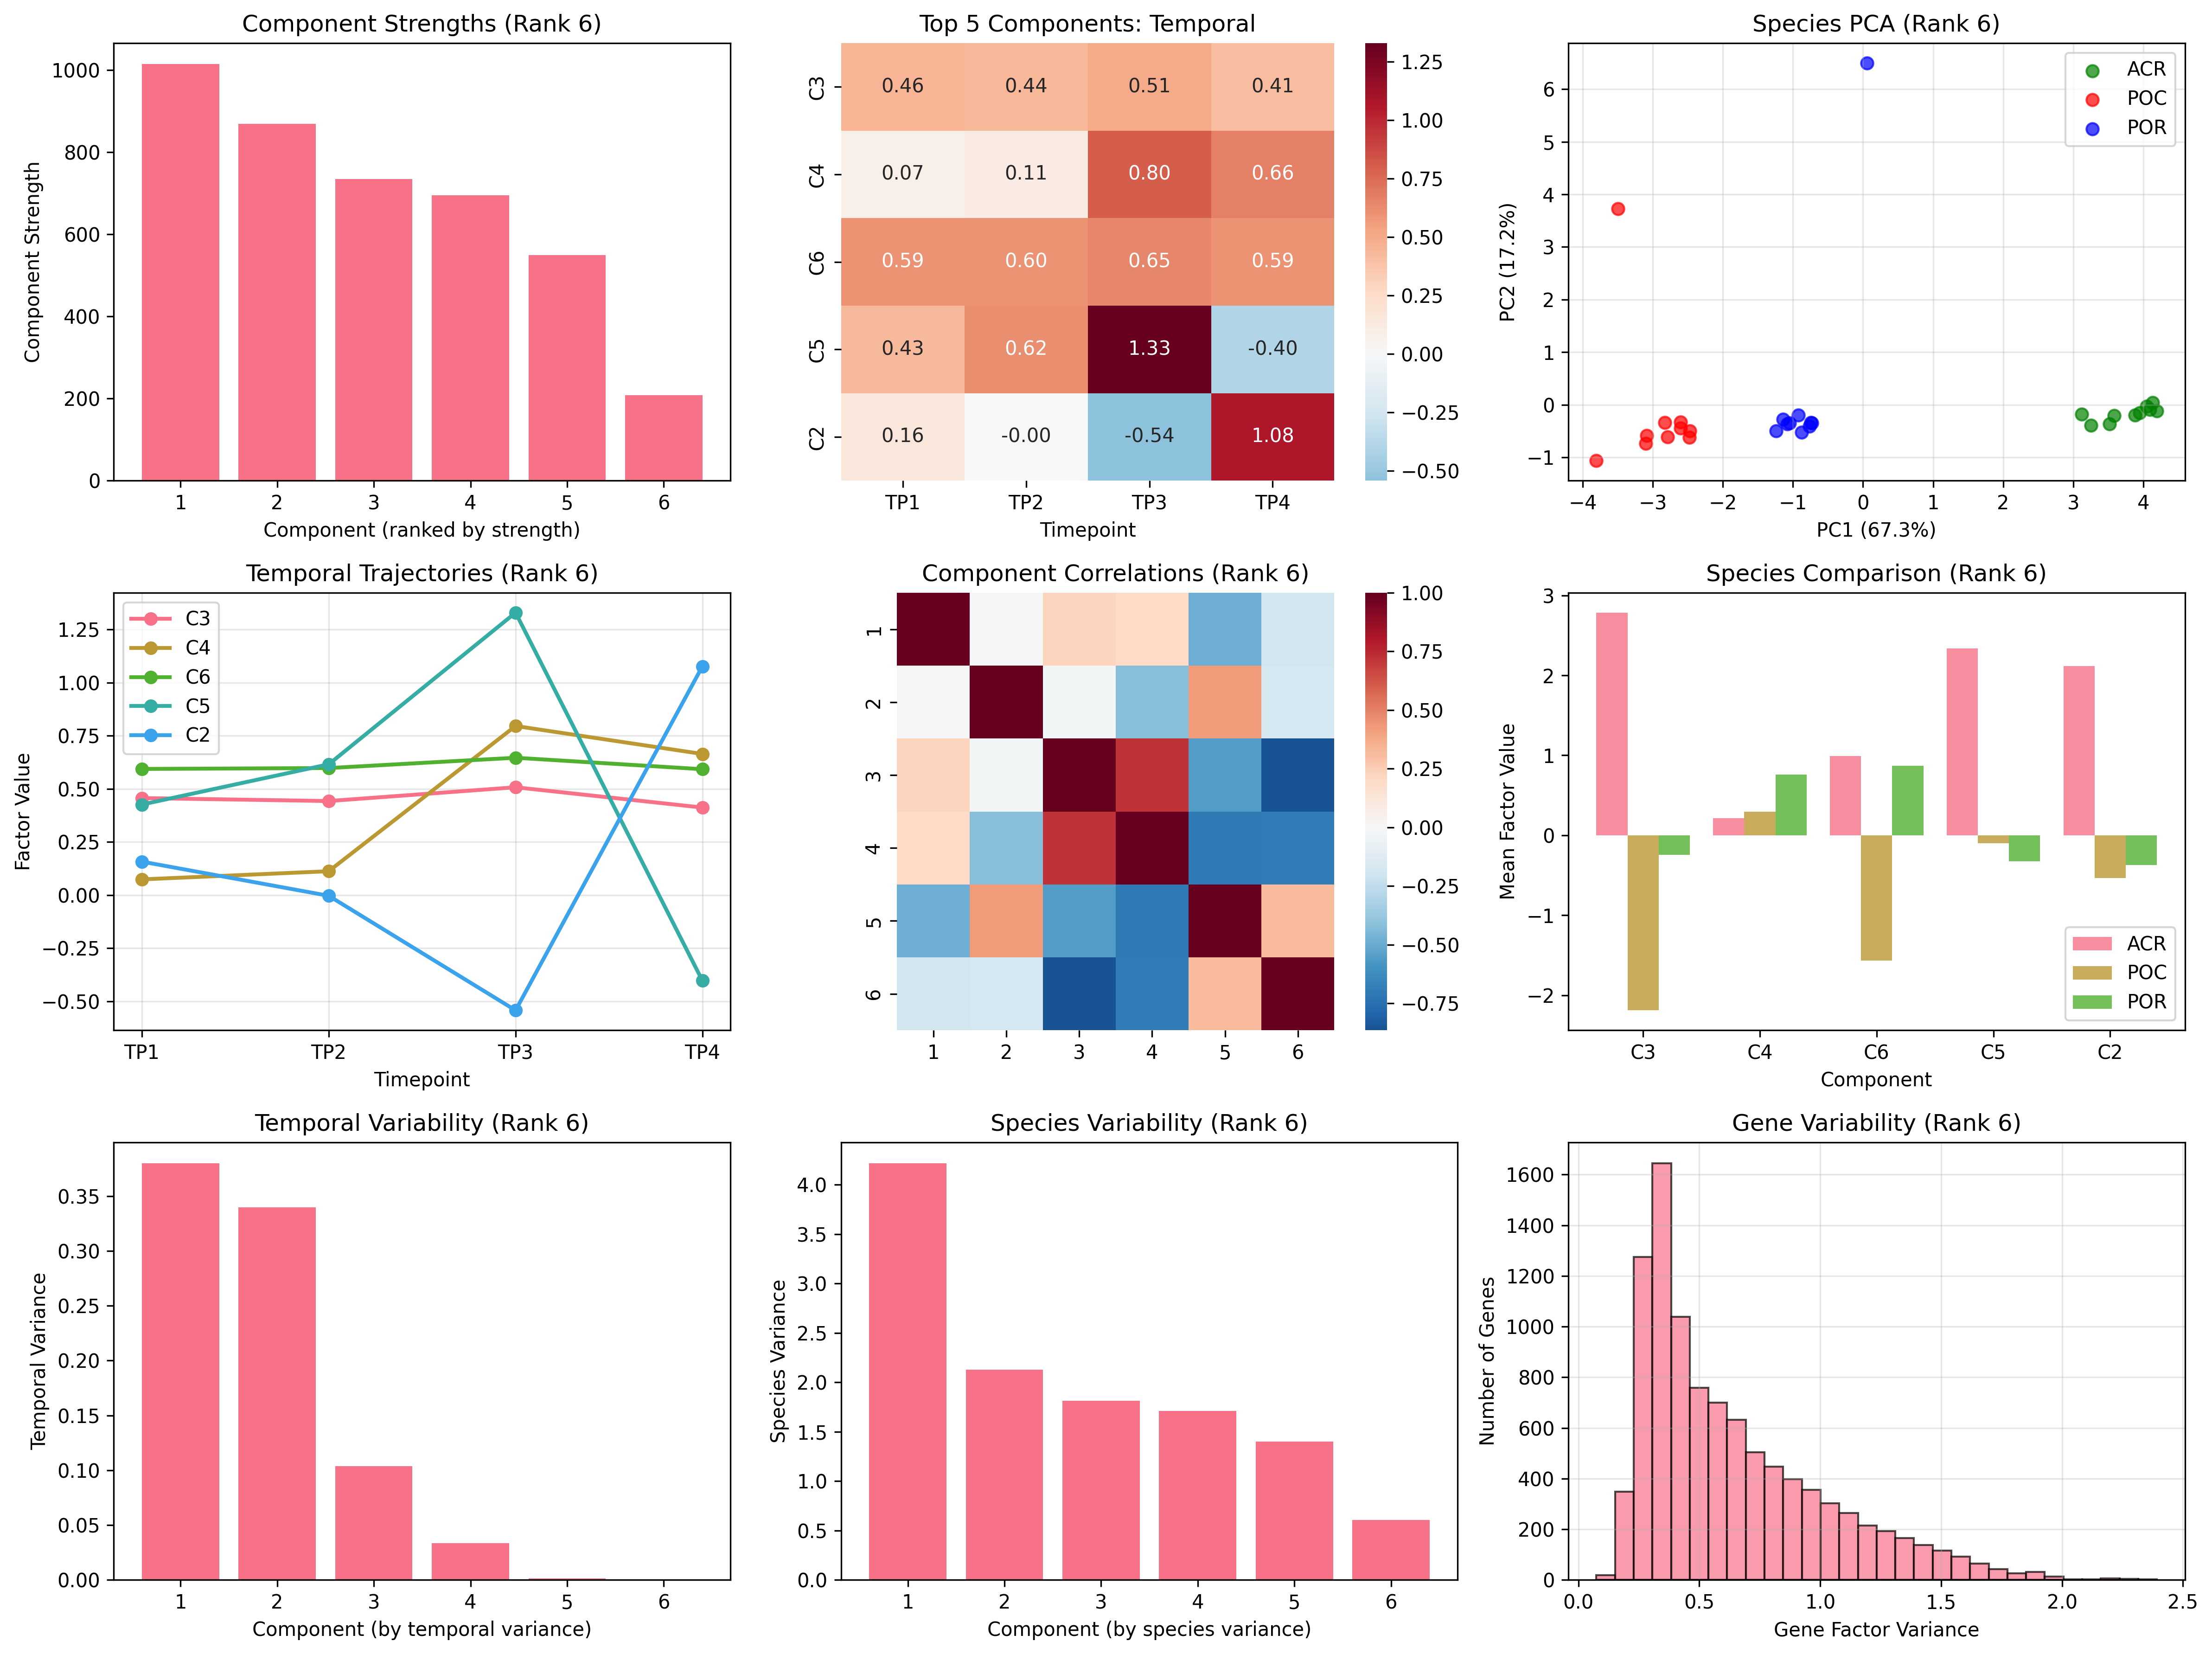 Component Strengths (Rank 6)
Component Strength
1000
800
600
400
200
0
1 2 3 4 5 6
Component (ranked by strength)
Top 5 Components: Temporal
C3 0.46 0.44 0.51 0.41
C4 0.07 0.11 0.80 0.66
C6 0.59 0.60 0.65 0.59
C5 0.43 0.62 1.33 -0.40
C2 0.16 -0.00 -0.54 1.08
TP1 TP2 TP3 TP4
Timepoint
1.25
1.00
0.75
0.50
0.25
0.00
−0.25
−0.50
Species PCA (Rank 6)
PC2 (17.2%)
6
5
4
3
2
1
0
−1
ACR
POC
POR
−4 −3 −2 −1 0 1 2 3 4
PC1 (67.3%)
Temporal Trajectories (Rank 6)
Factor Value
1.25
1.00
0.75
0.50
0.25
0.00
−0.25
−0.50
C3
C4
C6
C5
C2
TP1 TP2 TP3 TP4
Timepoint
Component Correlations (Rank 6)
1
2
3
4
5
6
1 2 3 4 5 6
1.00
0.75
0.50
0.25
0.00
−0.25
−0.50
−0.75
Species Comparison (Rank 6)
Mean Factor Value
3
2
1
0
−1
−2
ACR
POC
POR
C3 C4 C6 C5 C2
Component
Temporal Variability (Rank 6)
Temporal Variance
0.35
0.30
0.25
0.20
0.15
0.10
0.05
0.00
1 2 3 4 5 6
Component (by temporal variance)
Species Variability (Rank 6)
Species Variance
4.0
3.5
3.0
2.5
2.0
1.5
1.0
0.5
0.0
1 2 3 4 5 6
Component (by species variance)
Gene Variability (Rank 6)
Number of Genes
1600
1400
1200
1000
800
600
400
200
0
0.0 0.5 1.0 1.5 2.0 2.5
Gene Factor Variance